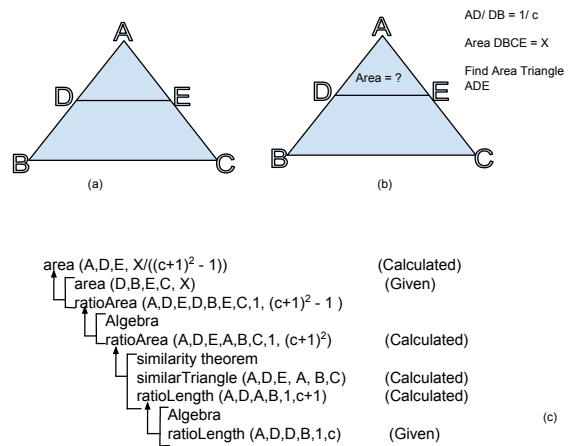 A
D
E
B
C
(a)
A
Area = ?
D
E
B
C
(b)
AD/ DB = 1/ c
Area DBCE = X
Find Area Triangle
ADE
area (A,D,E, X/((c+1)² - 1)) (Calculated)
area (D,B,E,C, X) (Given)
ratioArea (A,D,E,D,B,E,C,1, (c+1)² - 1 )
Algebra
ratioArea (A,D,E,A,B,C,1, (c+1)²) (Calculated)
similarity theorem
similarTriangle (A,D,E, A, B,C) (Calculated)
ratioLength (A,D,A,B,1,c+1) (Calculated)
Algebra
ratioLength (A,D,D,B,1,c) (Given)
(c)